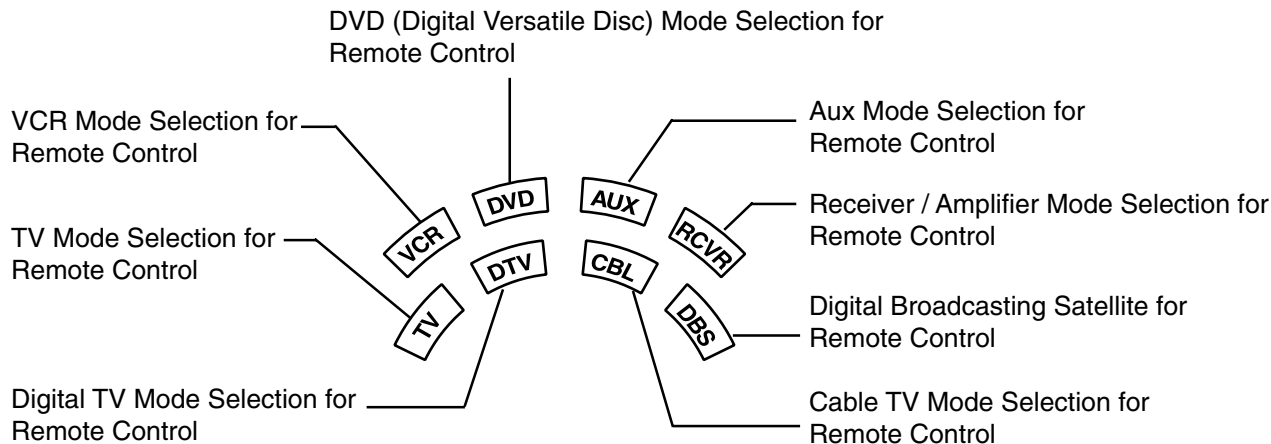 DVD (Digital Versatile Disc) Mode Selection for
Remote Control
VCR Mode Selection for
Remote Control
Aux Mode Selection for
Remote Control
TV Mode Selection for
Remote Control
Receiver / Amplifier Mode Selection for
Remote Control
VCR
DVD
AUX
RCVR
TV
DTV
CBL
DBS
Digital Broadcasting Satellite for
Remote Control
Digital TV Mode Selection for
Remote Control
Cable TV Mode Selection for
Remote Control